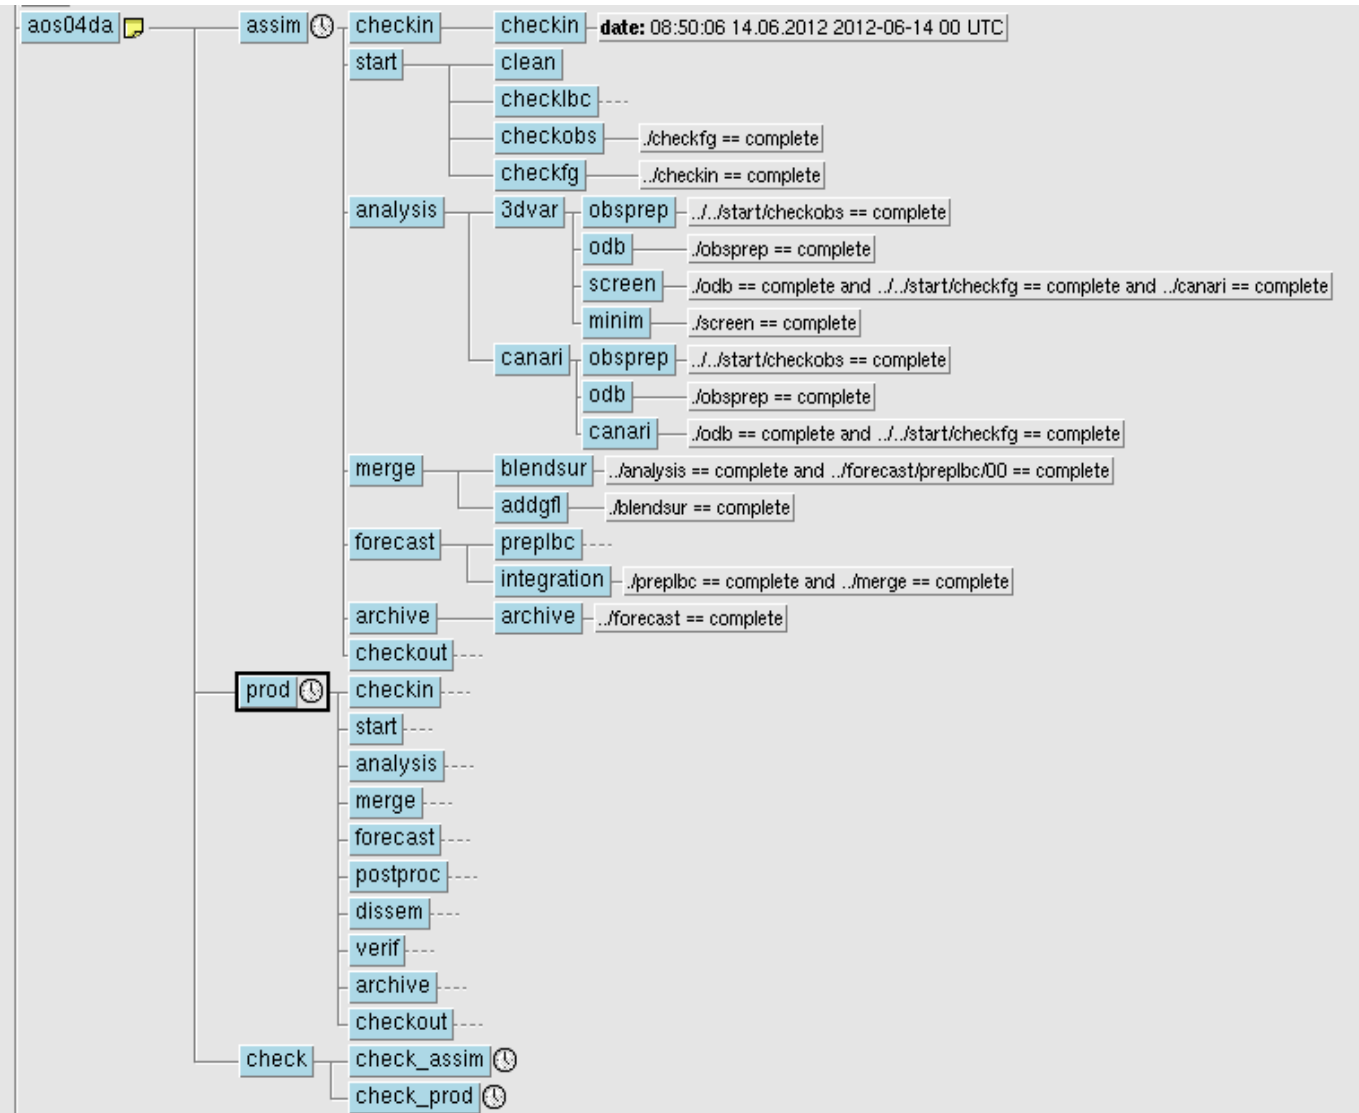 aos04da assim checkin checkin date: 08:50:06 14.06.2012 2012-06-14 00 UTC
start clean
checklbc
checkobs ./checkfg == complete
checkfg ../checkin == complete
analysis 3dvar obsprep ../../start/checkobs == complete
odb ./obsprep == complete
screen ./odb == complete and ../../start/checkfg == complete and ../canari == complete
minim ./screen == complete
canari obsprep ../../start/checkobs == complete
odb ./obsprep == complete
canari ./odb == complete and ../../start/checkfg == complete
merge blendsur ../analysis == complete and ../forecast/preplbc/00 == complete
addgfl ./blendsur == complete
forecast preplbc
integration ./preplbc == complete and ../merge == complete
archive archive ../forecast == complete
checkout
prod checkin
start
analysis
merge
forecast
postproc
dissem
verif
archive
checkout
check check_assim
check_prod